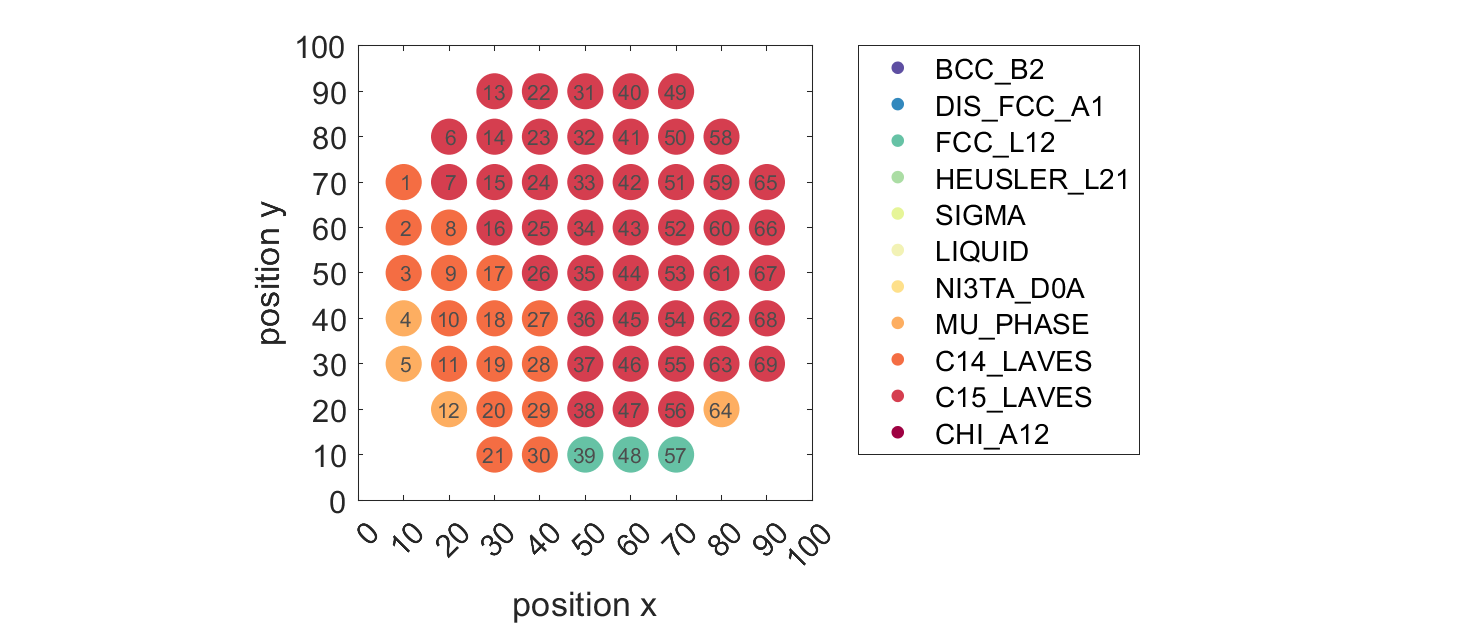 100
90 13 22 31 40 49
80 6 14 23 32 41 50 58
70 1 7 15 24 33 42 51 59 65
60 2 8 16 25 34 43 52 60 66
50 3 9 17 26 35 44 53 61 67
40 4 10 18 27 36 45 54 62 68
30 5 11 19 28 37 46 55 63 69
20 12 20 29 38 47 56 64
10 21 30 39 48 57
0
0 10 20 30 40 50 60 70 80 90 100
position x
position y
BCC_B2
DIS_FCC_A1
FCC_L12
HEUSLER_L21
SIGMA
LIQUID
NI3TA_D0A
MU_PHASE
C14_LAVES
C15_LAVES
CHI_A12